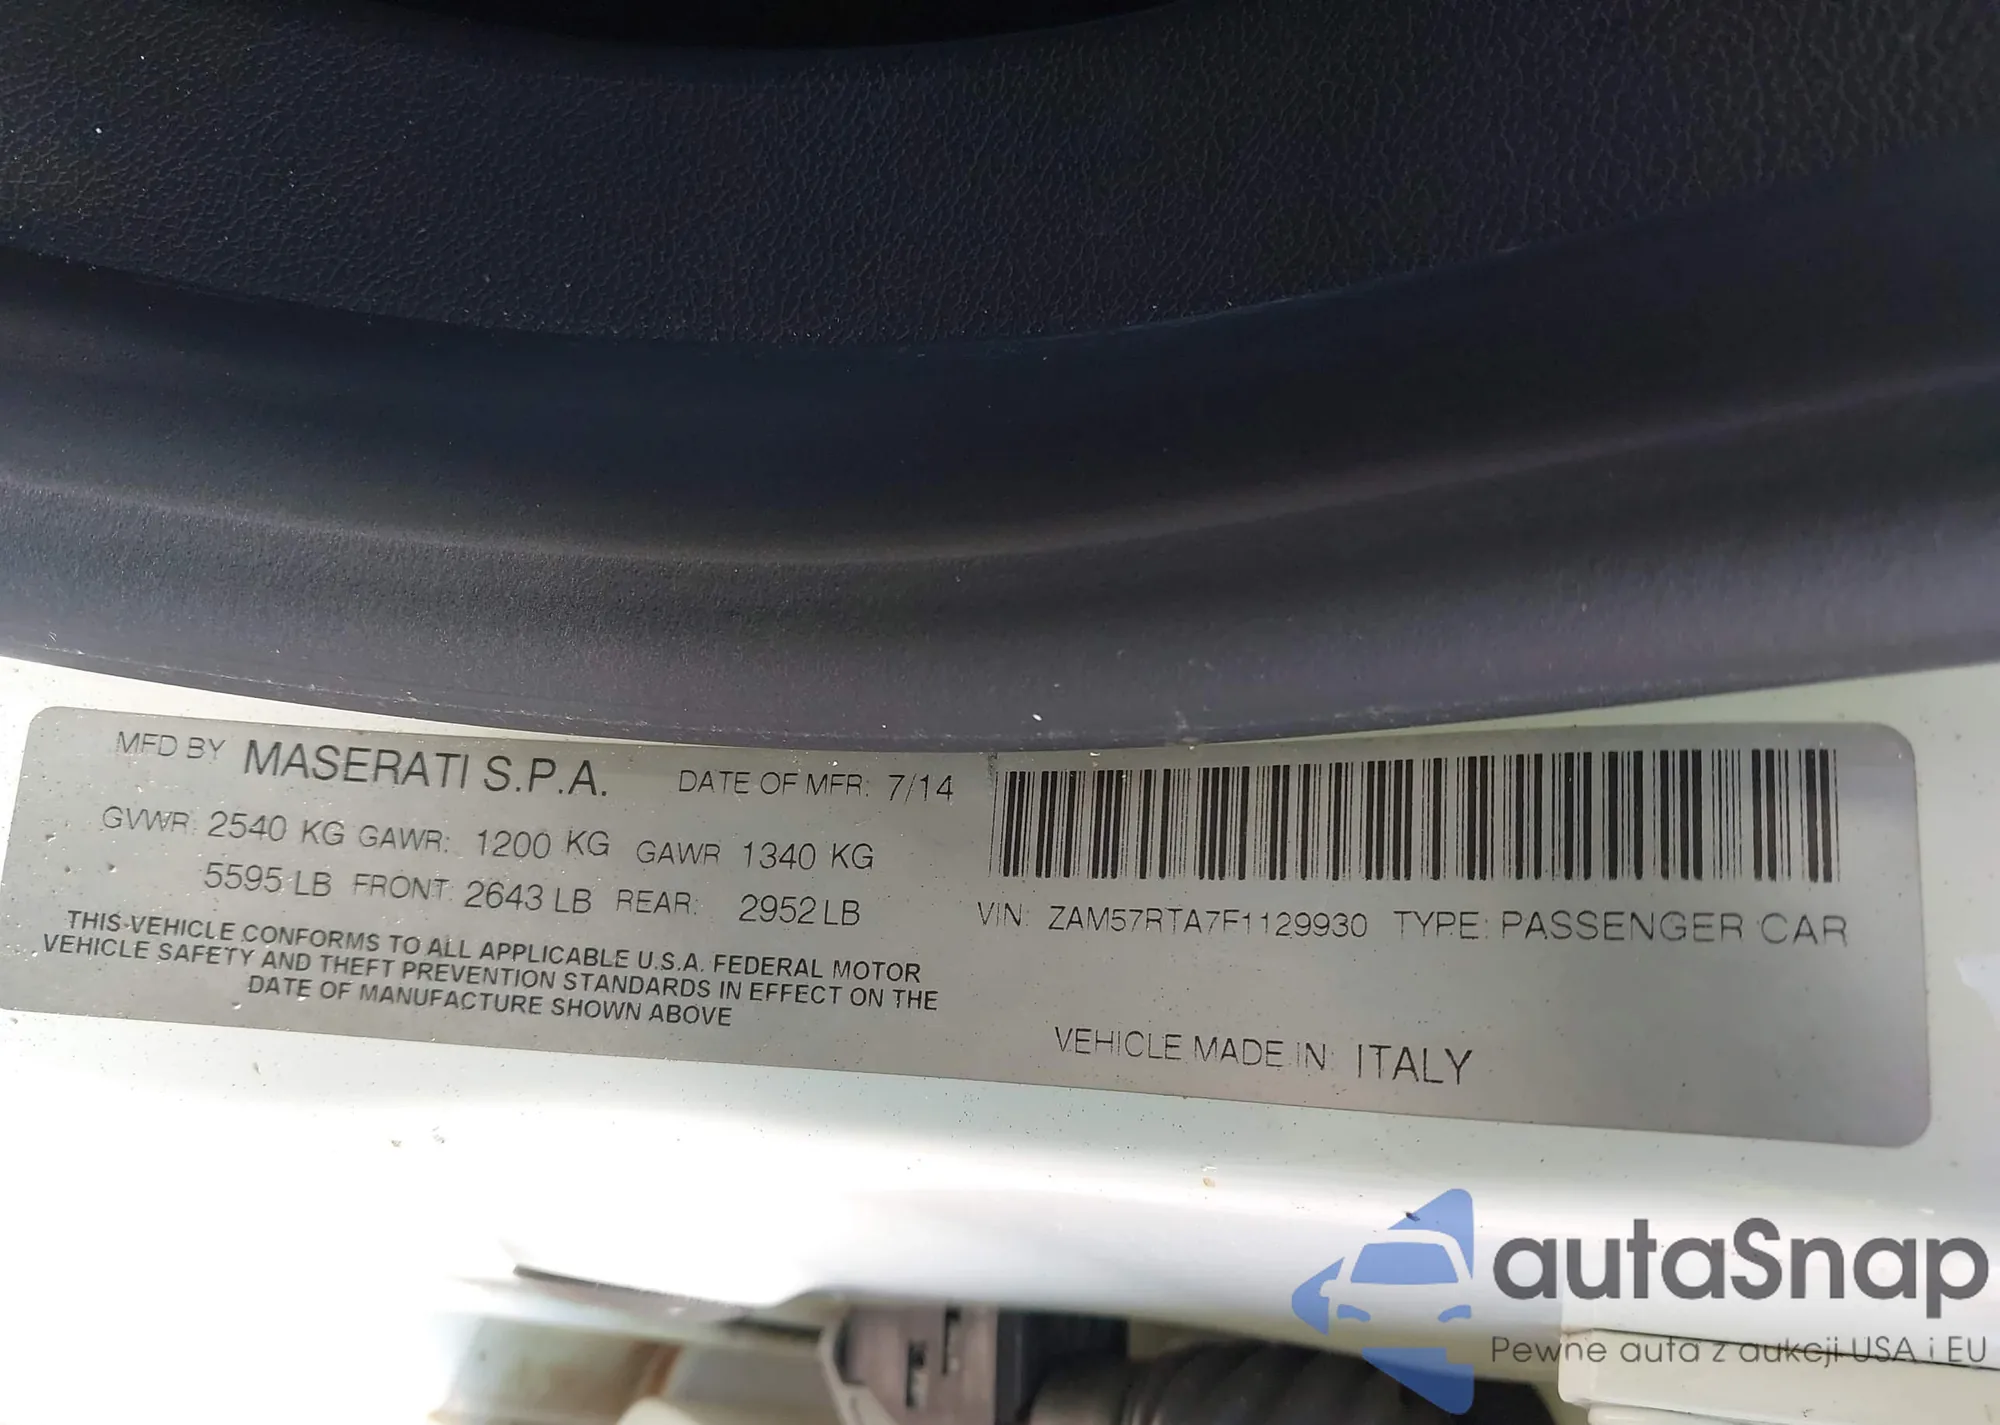 MFD BY MASERATI S.P.A. DATE OF MFR: 7/14
GVWR: 2540 KG GAWR: 1200 KG GAWR 1340 KG
5595 LB FRONT: 2643 LB REAR: 2952 LB
THIS VEHICLE CONFORMS TO ALL APPLICABLE U.S.A. FEDERAL MOTOR
VEHICLE SAFETY AND THEFT PREVENTION STANDARDS IN EFFECT ON THE
DATE OF MANUFACTURE SHOWN ABOVE
VIN: ZAM57RTA7F1129930 TYPE: PASSENGER CAR
VEHICLE MADE IN: ITALY
autaSnap
Pewne auta z aukcji USA i EU